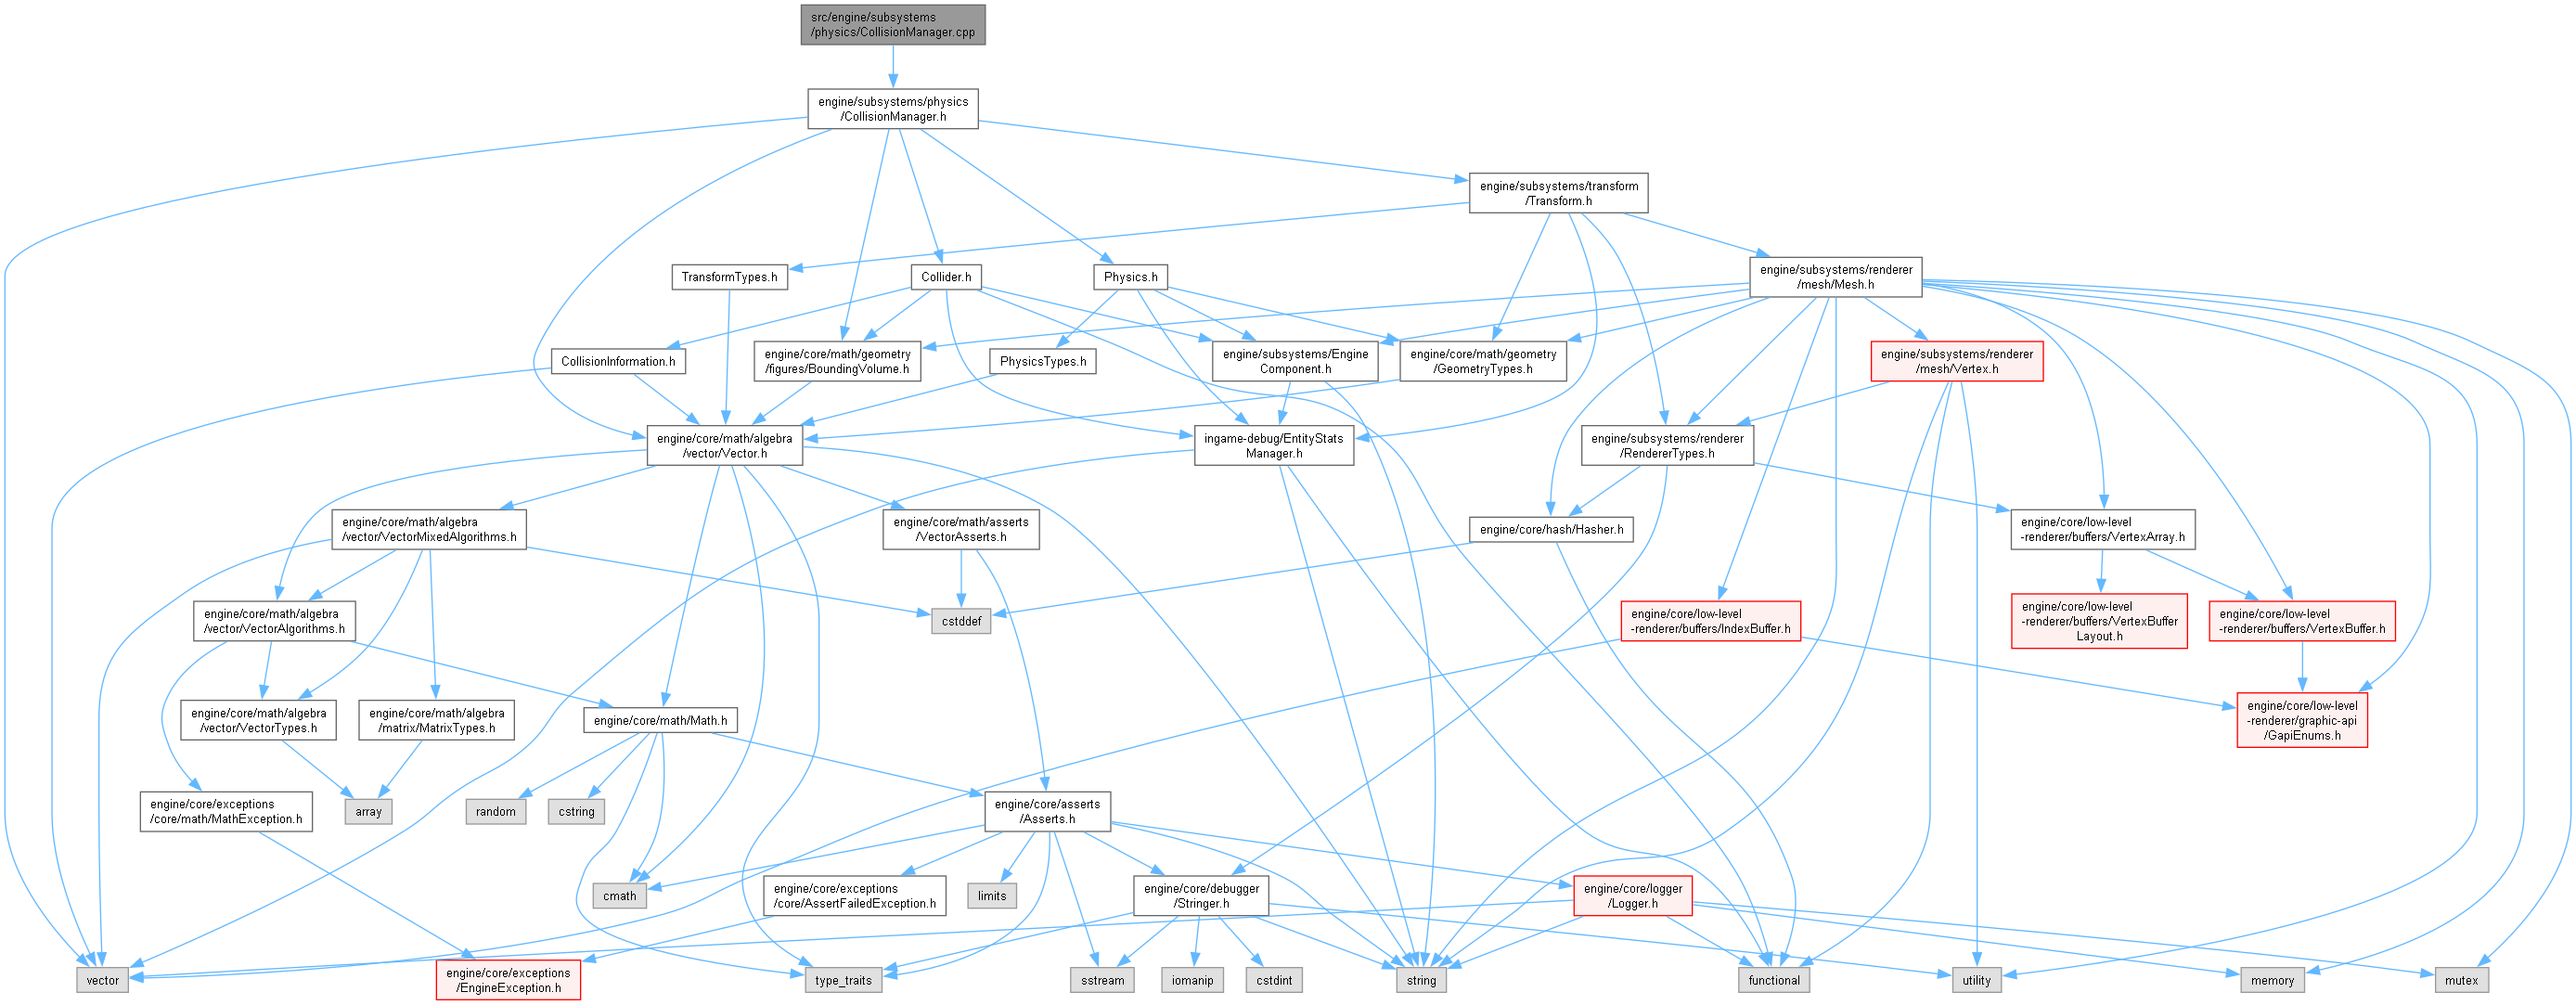 src/engine/subsystems
/physics/CollisionManager.cpp
engine/subsystems/physics
/CollisionManager.h
engine/subsystems/transform
/Transform.h
TransformTypes.h
Collider.h
Physics.h
engine/subsystems/renderer
/mesh/Mesh.h
CollisionInformation.h
engine/core/math/geometry
/figures/BoundingVolume.h
PhysicsTypes.h
engine/subsystems/Engine
Component.h
engine/core/math/geometry
/GeometryTypes.h
engine/subsystems/renderer
/mesh/Vertex.h
engine/core/math/algebra
/vector/Vector.h
ingame-debug/EntityStats
Manager.h
engine/subsystems/renderer
/RendererTypes.h
engine/core/math/algebra
/vector/VectorMixedAlgorithms.h
engine/core/math/asserts
/VectorAsserts.h
engine/core/hash/Hasher.h
engine/core/low-level
-renderer/buffers/VertexArray.h
engine/core/math/algebra
/vector/VectorAlgorithms.h
cstddef
engine/core/low-level
-renderer/buffers/IndexBuffer.h
engine/core/low-level
-renderer/buffers/VertexBuffer
Layout.h
engine/core/low-level
-renderer/buffers/VertexBuffer.h
engine/core/math/algebra
/vector/VectorTypes.h
engine/core/math/algebra
/matrix/MatrixTypes.h
engine/core/math/Math.h
engine/core/low-level
-renderer/graphic-api
/GapiEnums.h
engine/core/exceptions
/core/math/MathException.h
array
random
cstring
engine/core/asserts
/Asserts.h
cmath
engine/core/exceptions
/core/AssertFailedException.h
limits
engine/core/debugger
/Stringer.h
engine/core/logger
/Logger.h
vector
engine/core/exceptions
/EngineException.h
type_traits
sstream
iomanip
cstdint
string
functional
utility
memory
mutex